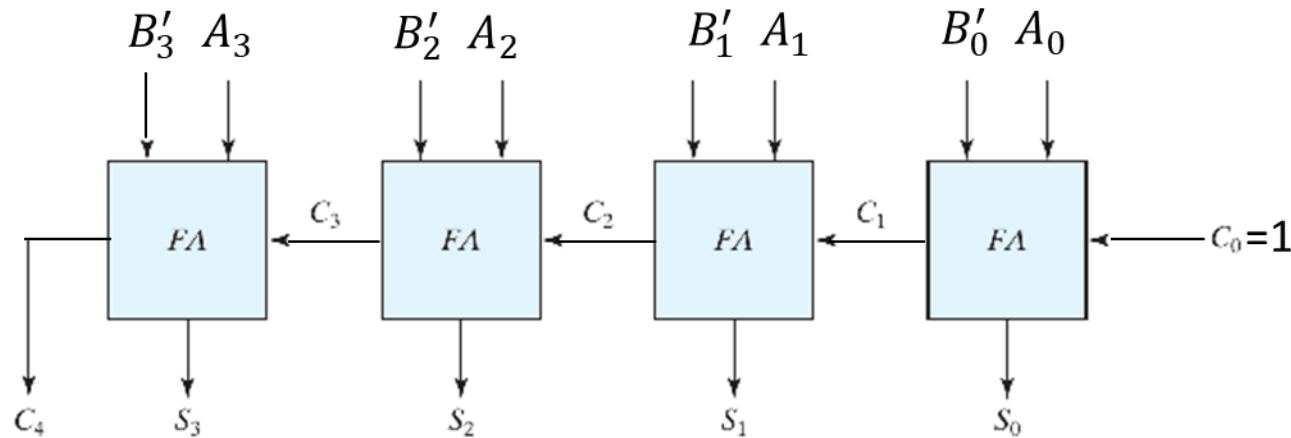 B′₃ A₃ B′₂ A₂ B′₁ A₁ B′₀ A₀
FA C₃ FA C₂ FA C₁ FA C₀=1
C₄ S₃ S₂ S₁ S₀